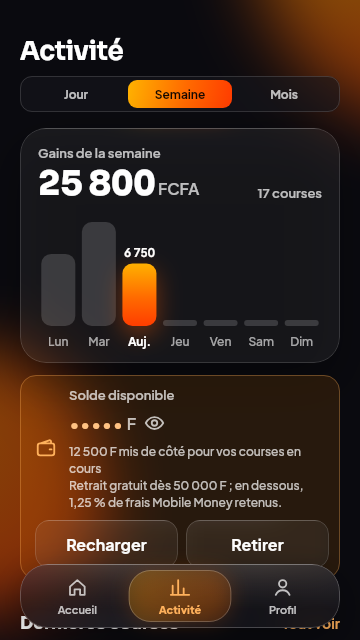 Activité
Jour Semaine Mois
Gains de la semaine
25 800 FCFA 17 courses
6 750
Lun Mar Auj. Jeu Ven Sam Dim
Solde disponible
••••• F
12 500 F mis de côté pour vos courses en
cours
Retrait gratuit dès 50 000 F ; en dessous,
1,25 % de frais Mobile Money retenus.
Recharger Retirer
Accueil Activité Profil